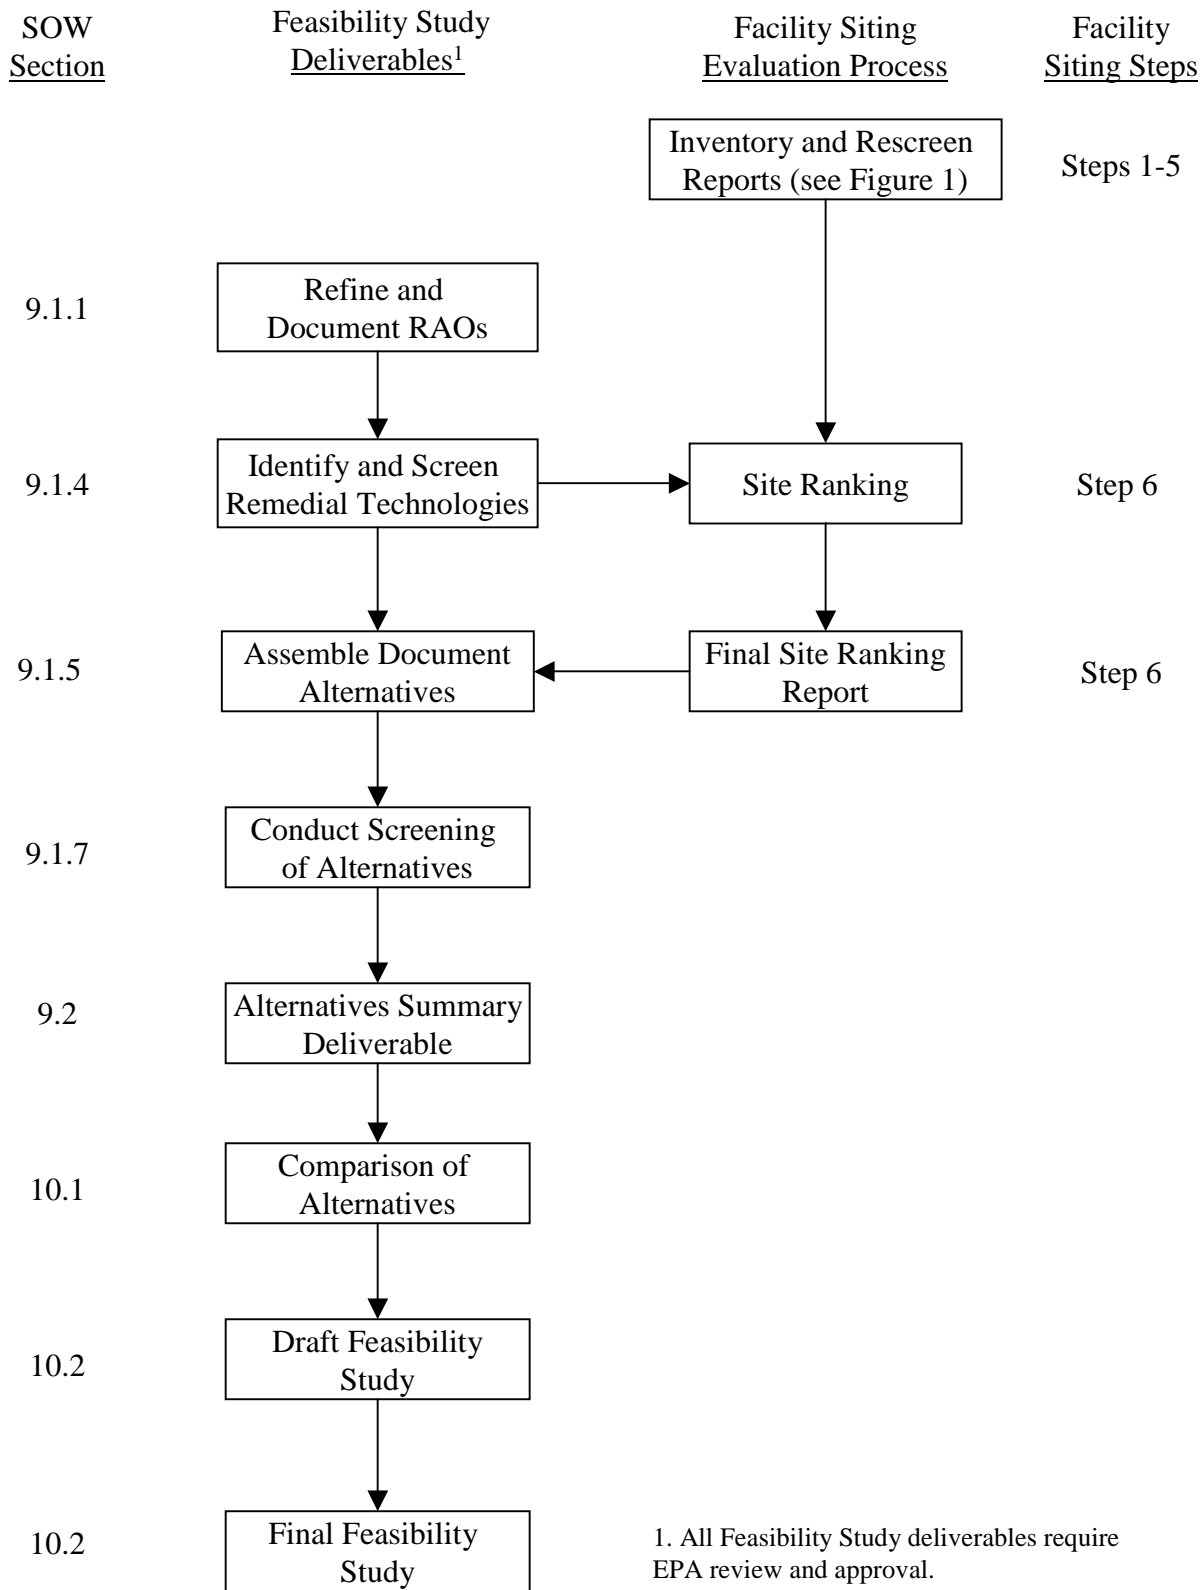 SOW
Section
Feasibility Study
Deliverables1
Facility Siting
Evaluation Process
Facility
Siting Steps
Inventory and Rescreen
Reports (see Figure 1)
Steps 1-5
9.1.1
Refine and
Document RAOs
9.1.4
Identify and Screen
Remedial Technologies
Site Ranking
Step 6
9.1.5
Assemble Document
Alternatives
Final Site Ranking
Report
Step 6
9.1.7
Conduct Screening
of Alternatives
9.2
Alternatives Summary
Deliverable
10.1
Comparison of
Alternatives
10.2
Draft Feasibility
Study
10.2
Final Feasibility
Study
1. All Feasibility Study deliverables require
EPA review and approval.